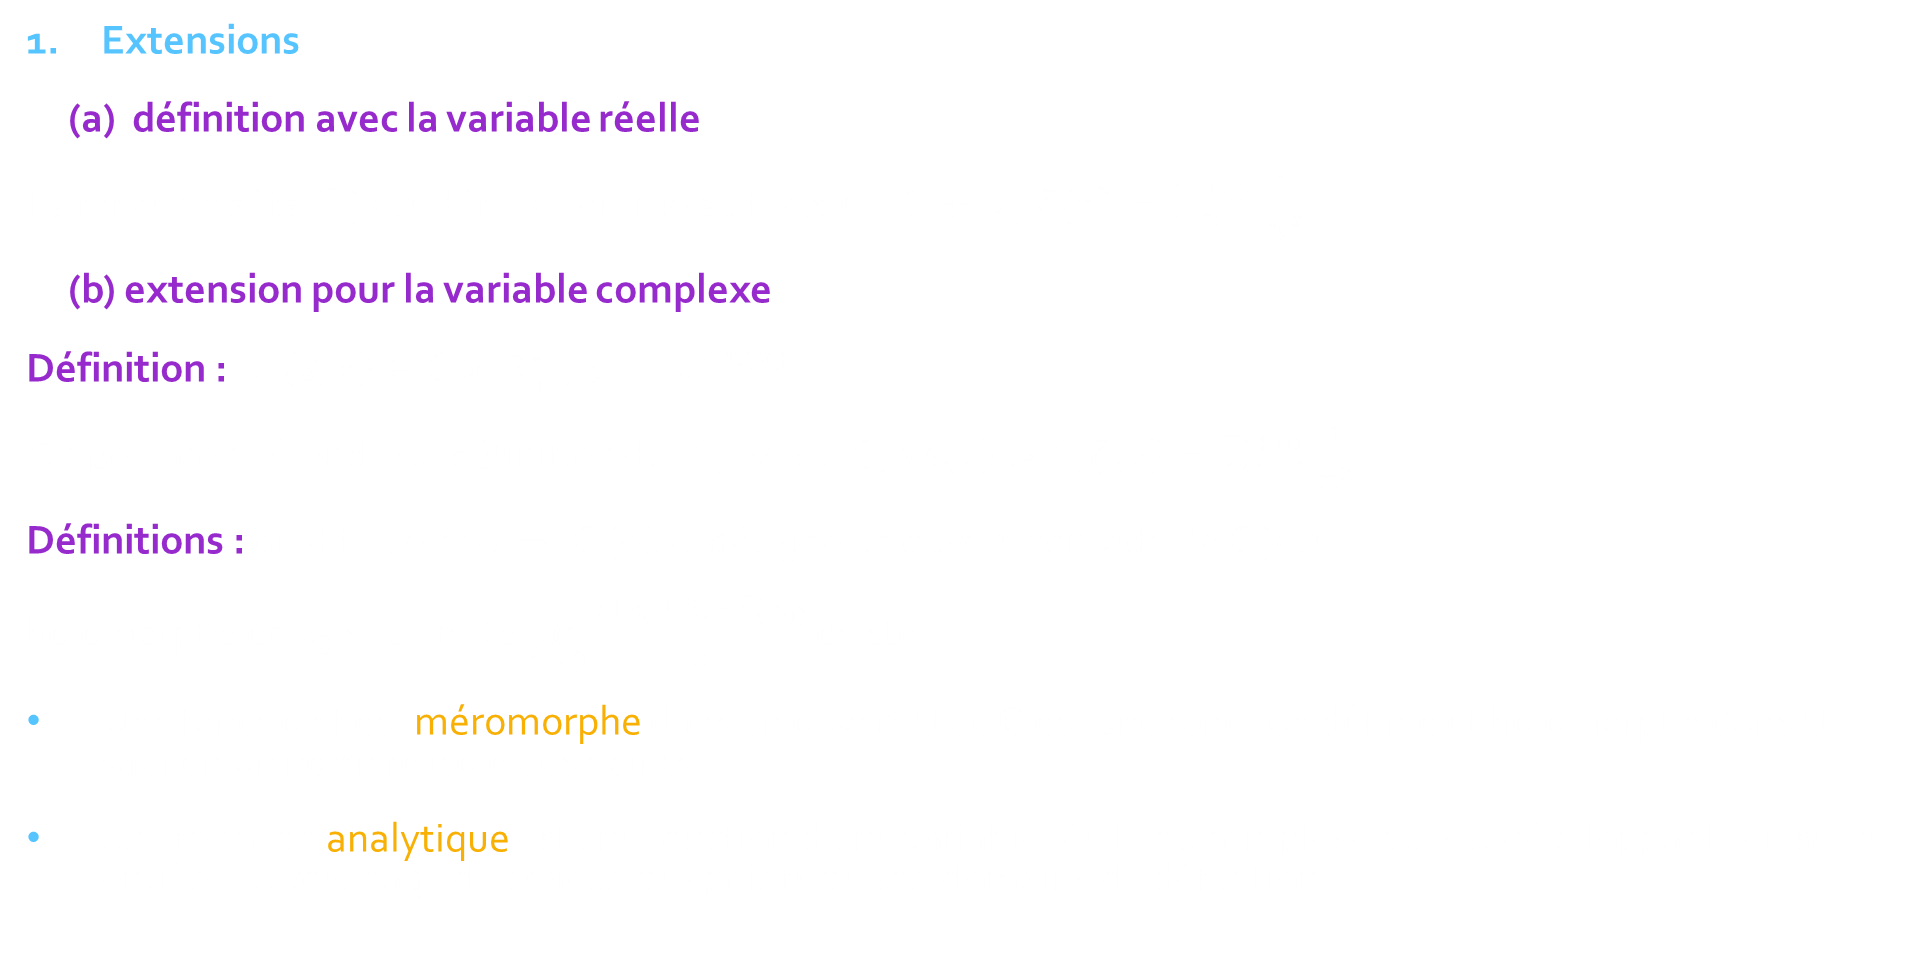 1. Extensions
(a) définition avec la variable réelle
(b) extension pour la variable complexe
Définition :
Définitions :
• méromorphe
• analytique